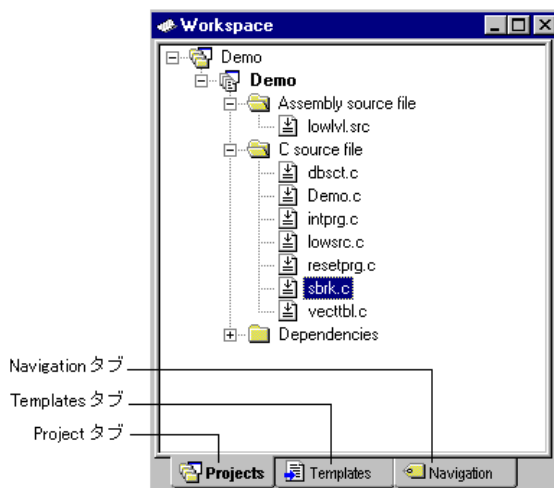 Workspace
Demo
Demo
Assembly source file
lowlvl.src
C source file
dbsct.c
Demo.c
intprg.c
lowsrc.c
resetprg.c
sbrk.c
vecttbl.c
Dependencies
Navigation タブ
Templates タブ
Project タブ
Projects Templates Navigation